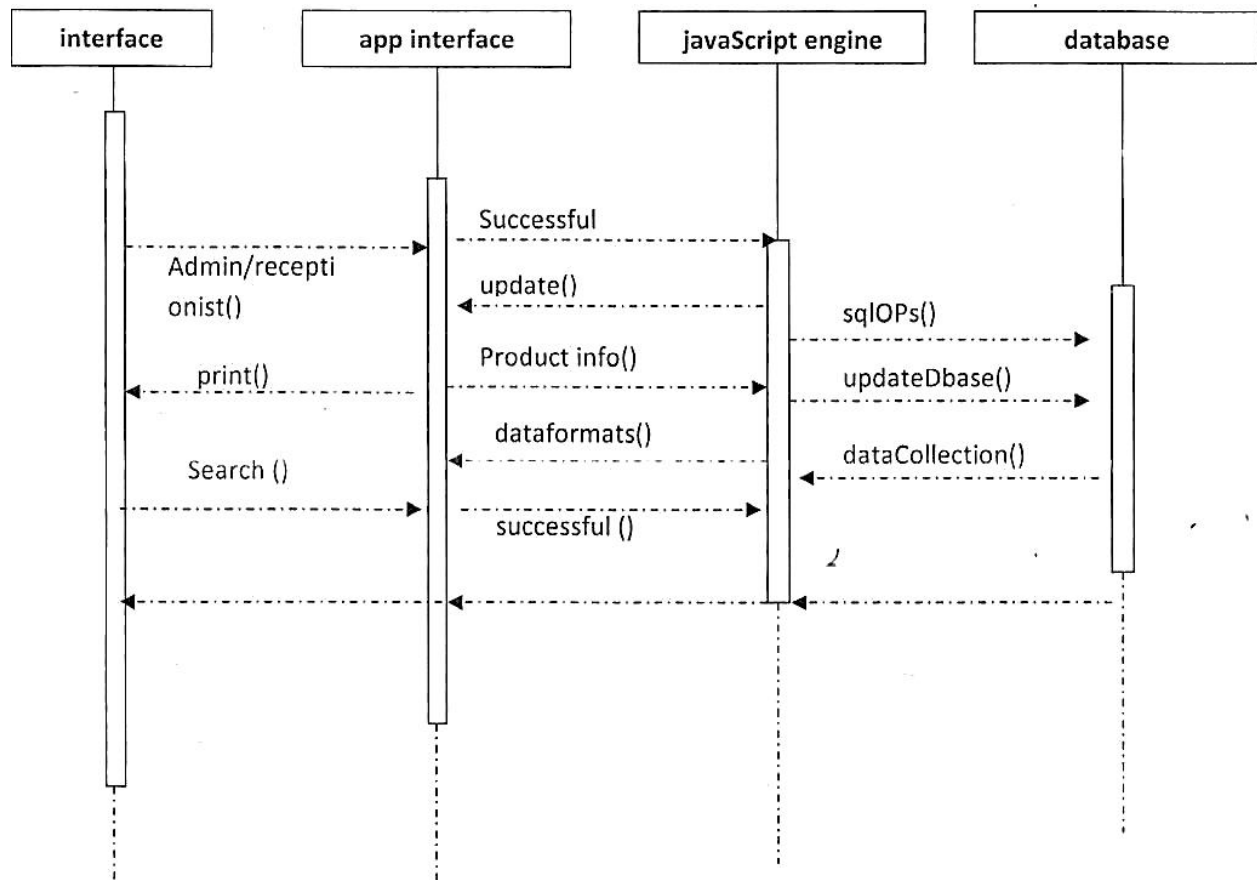 interface
app interface
javaScript engine
database
Successful
Admin/recepti
onist()
update()
sqlOPs()
Product info()
print()
updateDbase()
dataformats()
dataCollection()
Search ()
successful ()